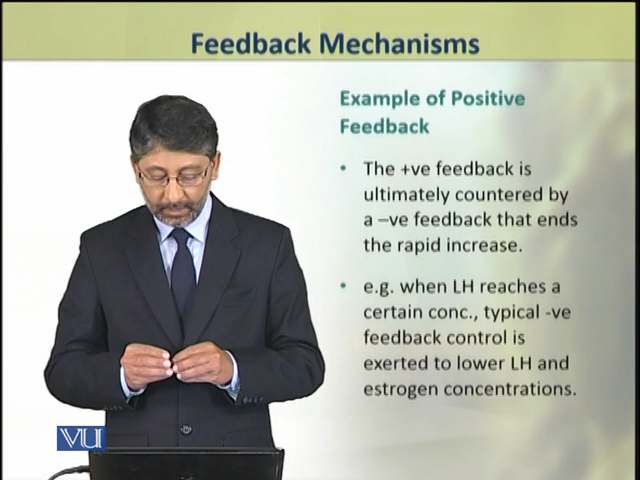 Feedback Mechanisms
Example of Positive
Feedback
• The +ve feedback is
ultimately countered by
a –ve feedback that ends
the rapid increase.
• e.g. when LH reaches a
certain conc., typical -ve
feedback control is
exerted to lower LH and
estrogen concentrations.
VU